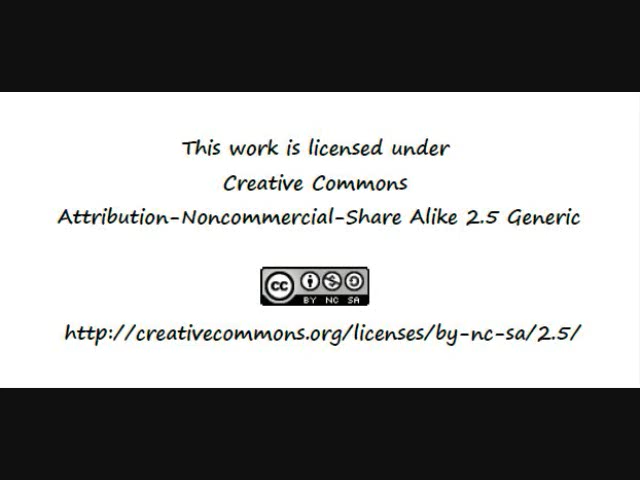 This work is licensed under
Creative Commons
Attribution-Noncommercial-Share Alike 2.5 Generic
cc
BY NC SA
http://creativecommons.org/licenses/by-nc-sa/2.5/